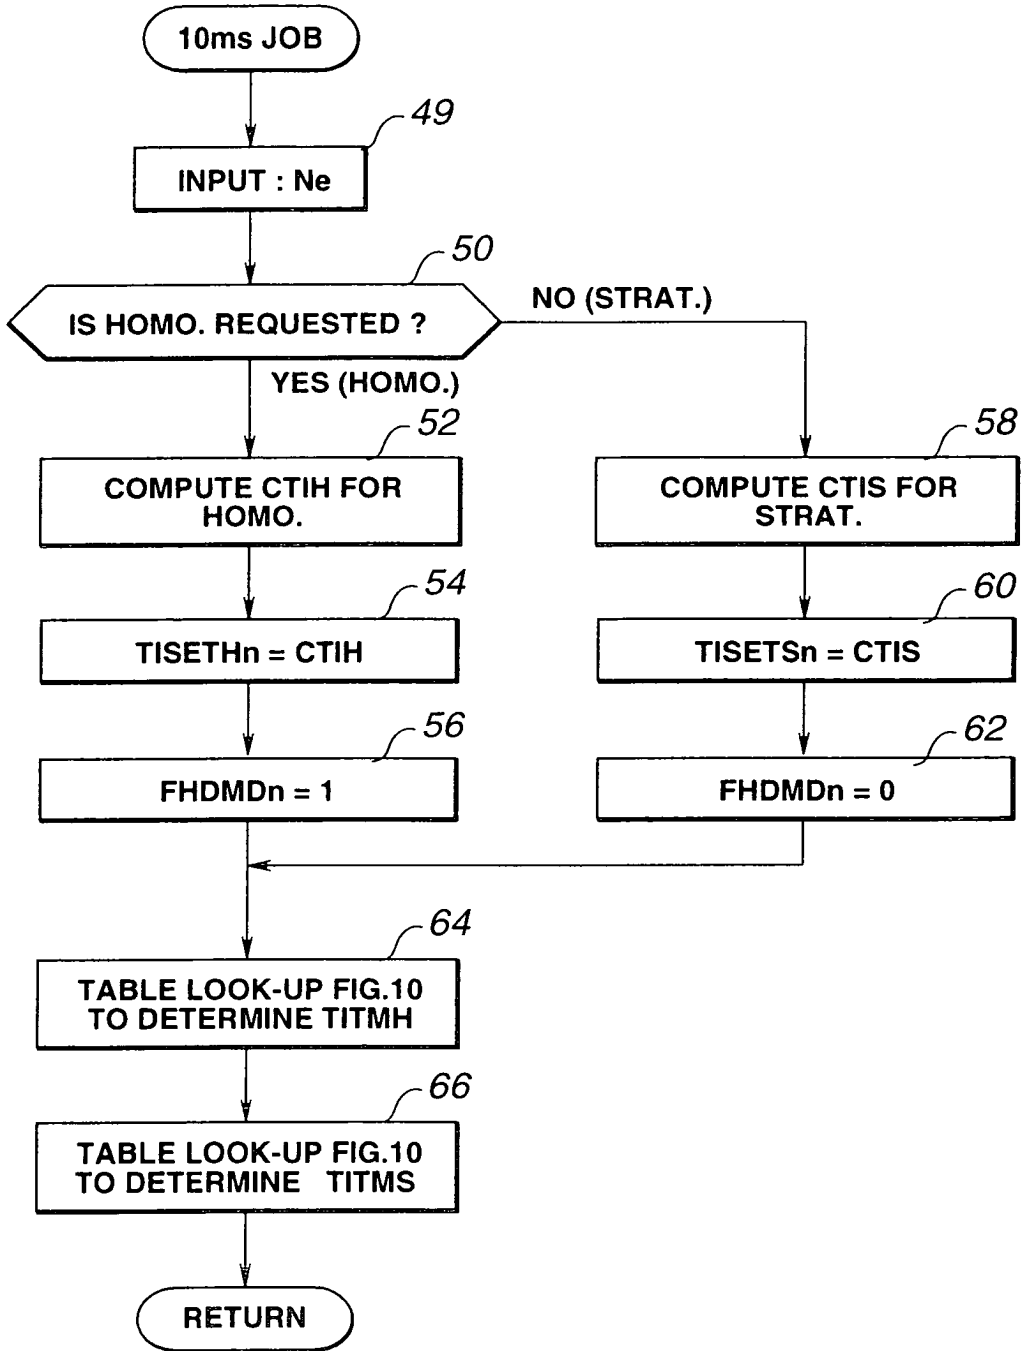 10ms JOB
49
INPUT : Ne
50
IS HOMO. REQUESTED ?
NO (STRAT.)
YES (HOMO.)
52
COMPUTE CTIH FOR
HOMO.
58
COMPUTE CTIS FOR
STRAT.
54
TISETHn = CTIH
60
TISETSn = CTIS
56
FHDMDn = 1
62
FHDMDn = 0
64
TABLE LOOK-UP FIG.10
TO DETERMINE TITMH
66
TABLE LOOK-UP FIG.10
TO DETERMINE TITMS
RETURN